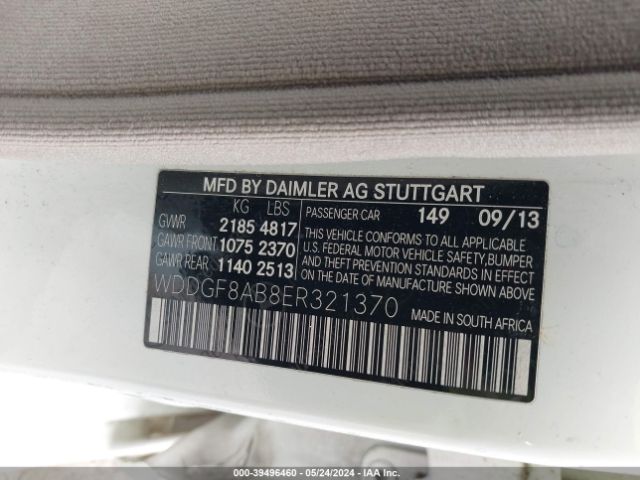 MFD BY DAIMLER AG STUTTGART
KG LBS
GVWR 2185 4817
GAWR FRONT 1075 2370
GAWR REAR 1140 2513
PASSENGER CAR 149 09/13
THIS VEHICLE CONFORMS TO ALL APPLICABLE
U.S. FEDERAL MOTOR VEHICLE SAFETY, BUMPER
AND THEFT PREVENTION STANDARDS IN EFFECT
ON THE DATE OF MANUFACTURE SHOWN ABOVE
WDDGF8AB8ER321370
MADE IN SOUTH AFRICA
000-39496460 - 05/24/2024 - IAA Inc.